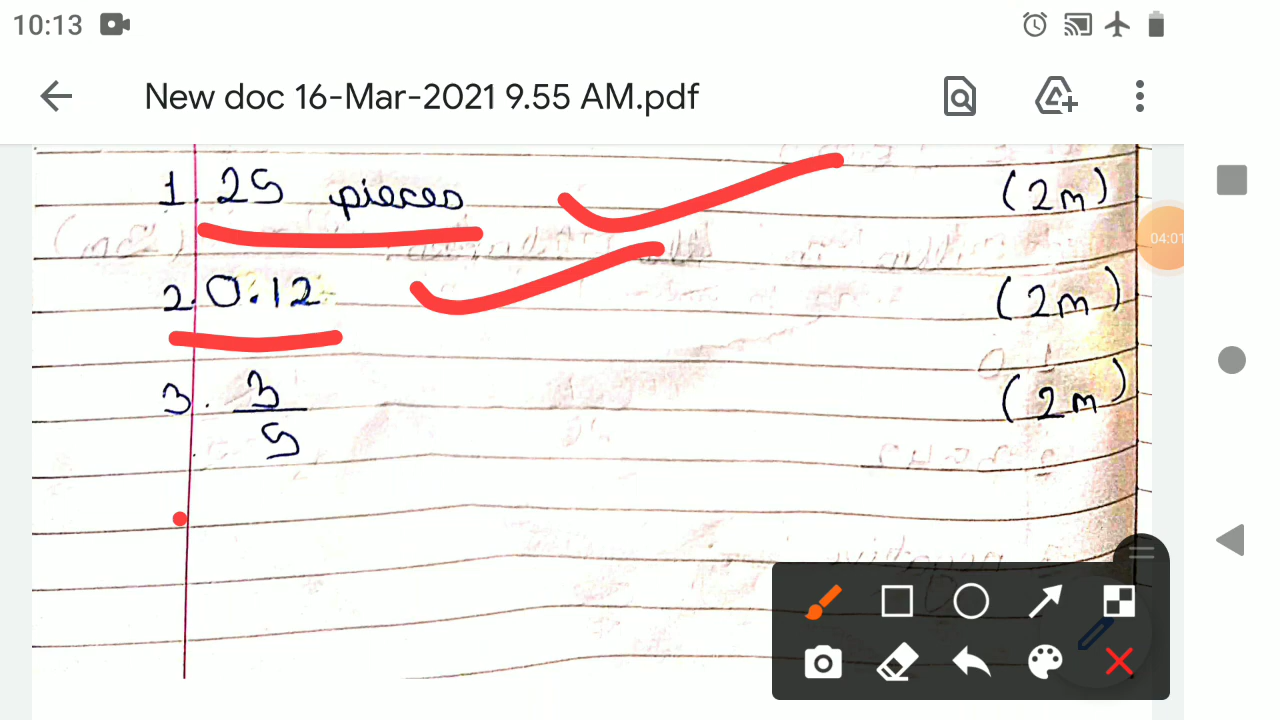 10:13
New doc 16-Mar-2021 9.55 AM.pdf
1. 25 pieces (2m)
2. 0.12 (2m)
3. 3/5 (2m)
04:01